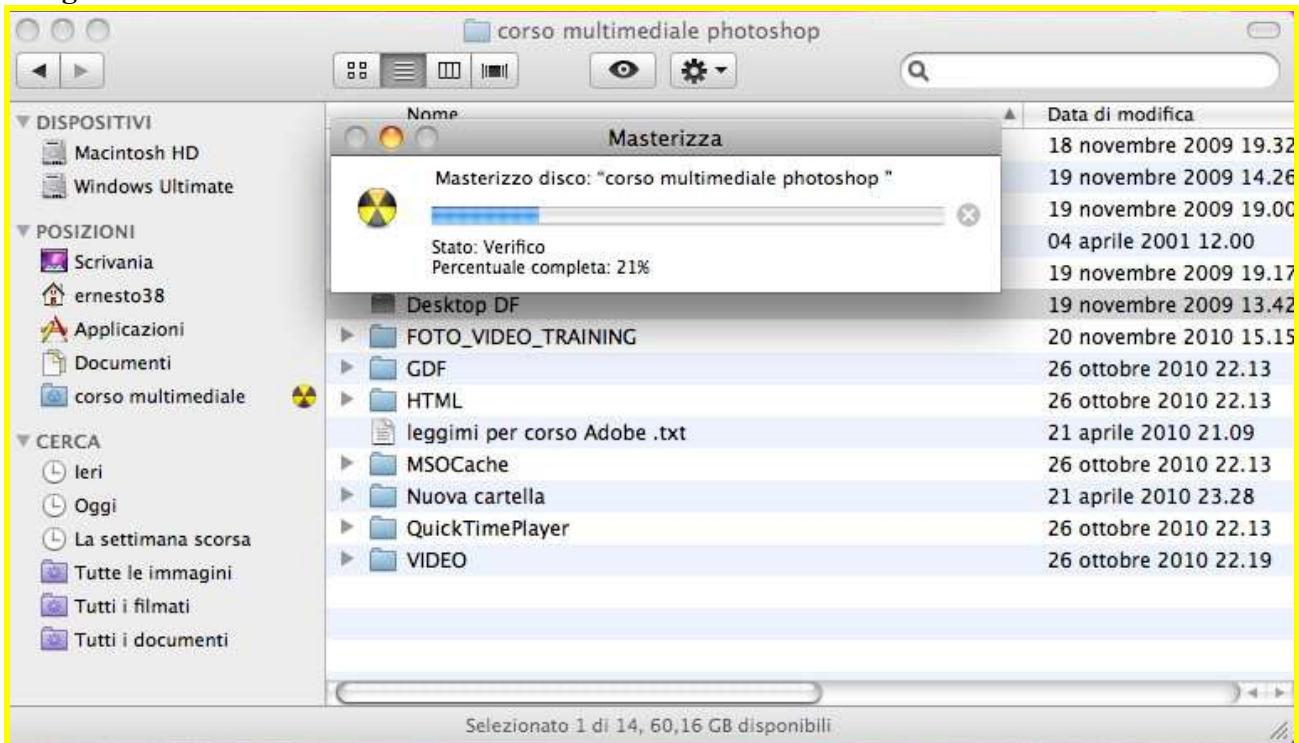 corso multimediale photoshop
DISPOSITIVI
Macintosh HD
Windows Ultimate
POSIZIONI
Scrivania
ernesto38
Applicazioni
Documenti
corso multimediale
CERCA
Ieri
Oggi
La settimana scorsa
Tutte le immagini
Tutti i filmati
Tutti i documenti
Nome Data di modifica
Masterizza
Masterizzo disco: “corso multimediale photoshop ”
Stato: Verifico
Percentuale completa: 21%
18 novembre 2009 19.32
19 novembre 2009 14.26
19 novembre 2009 19.00
04 aprile 2001 12.00
19 novembre 2009 19.17
Desktop DF 19 novembre 2009 13.42
FOTO_VIDEO_TRAINING 20 novembre 2010 15.15
GDF 26 ottobre 2010 22.13
HTML 26 ottobre 2010 22.13
leggimi per corso Adobe .txt 21 aprile 2010 21.09
MSOCache 26 ottobre 2010 22.13
Nuova cartella 21 aprile 2010 23.28
QuickTimePlayer 26 ottobre 2010 22.13
VIDEO 26 ottobre 2010 22.19
Selezionato 1 di 14, 60,16 GB disponibili